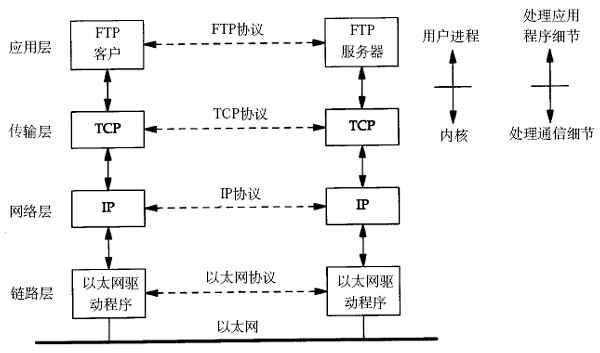 应用层
FTP
客户
FTP协议
FTP
服务器
用户进程
内核
处理应用
程序细节
处理通信细节
传输层
TCP
TCP协议
TCP
网络层
IP
IP协议
IP
链路层
以太网驱
动程序
以太网协议
以太网驱
动程序
以太网